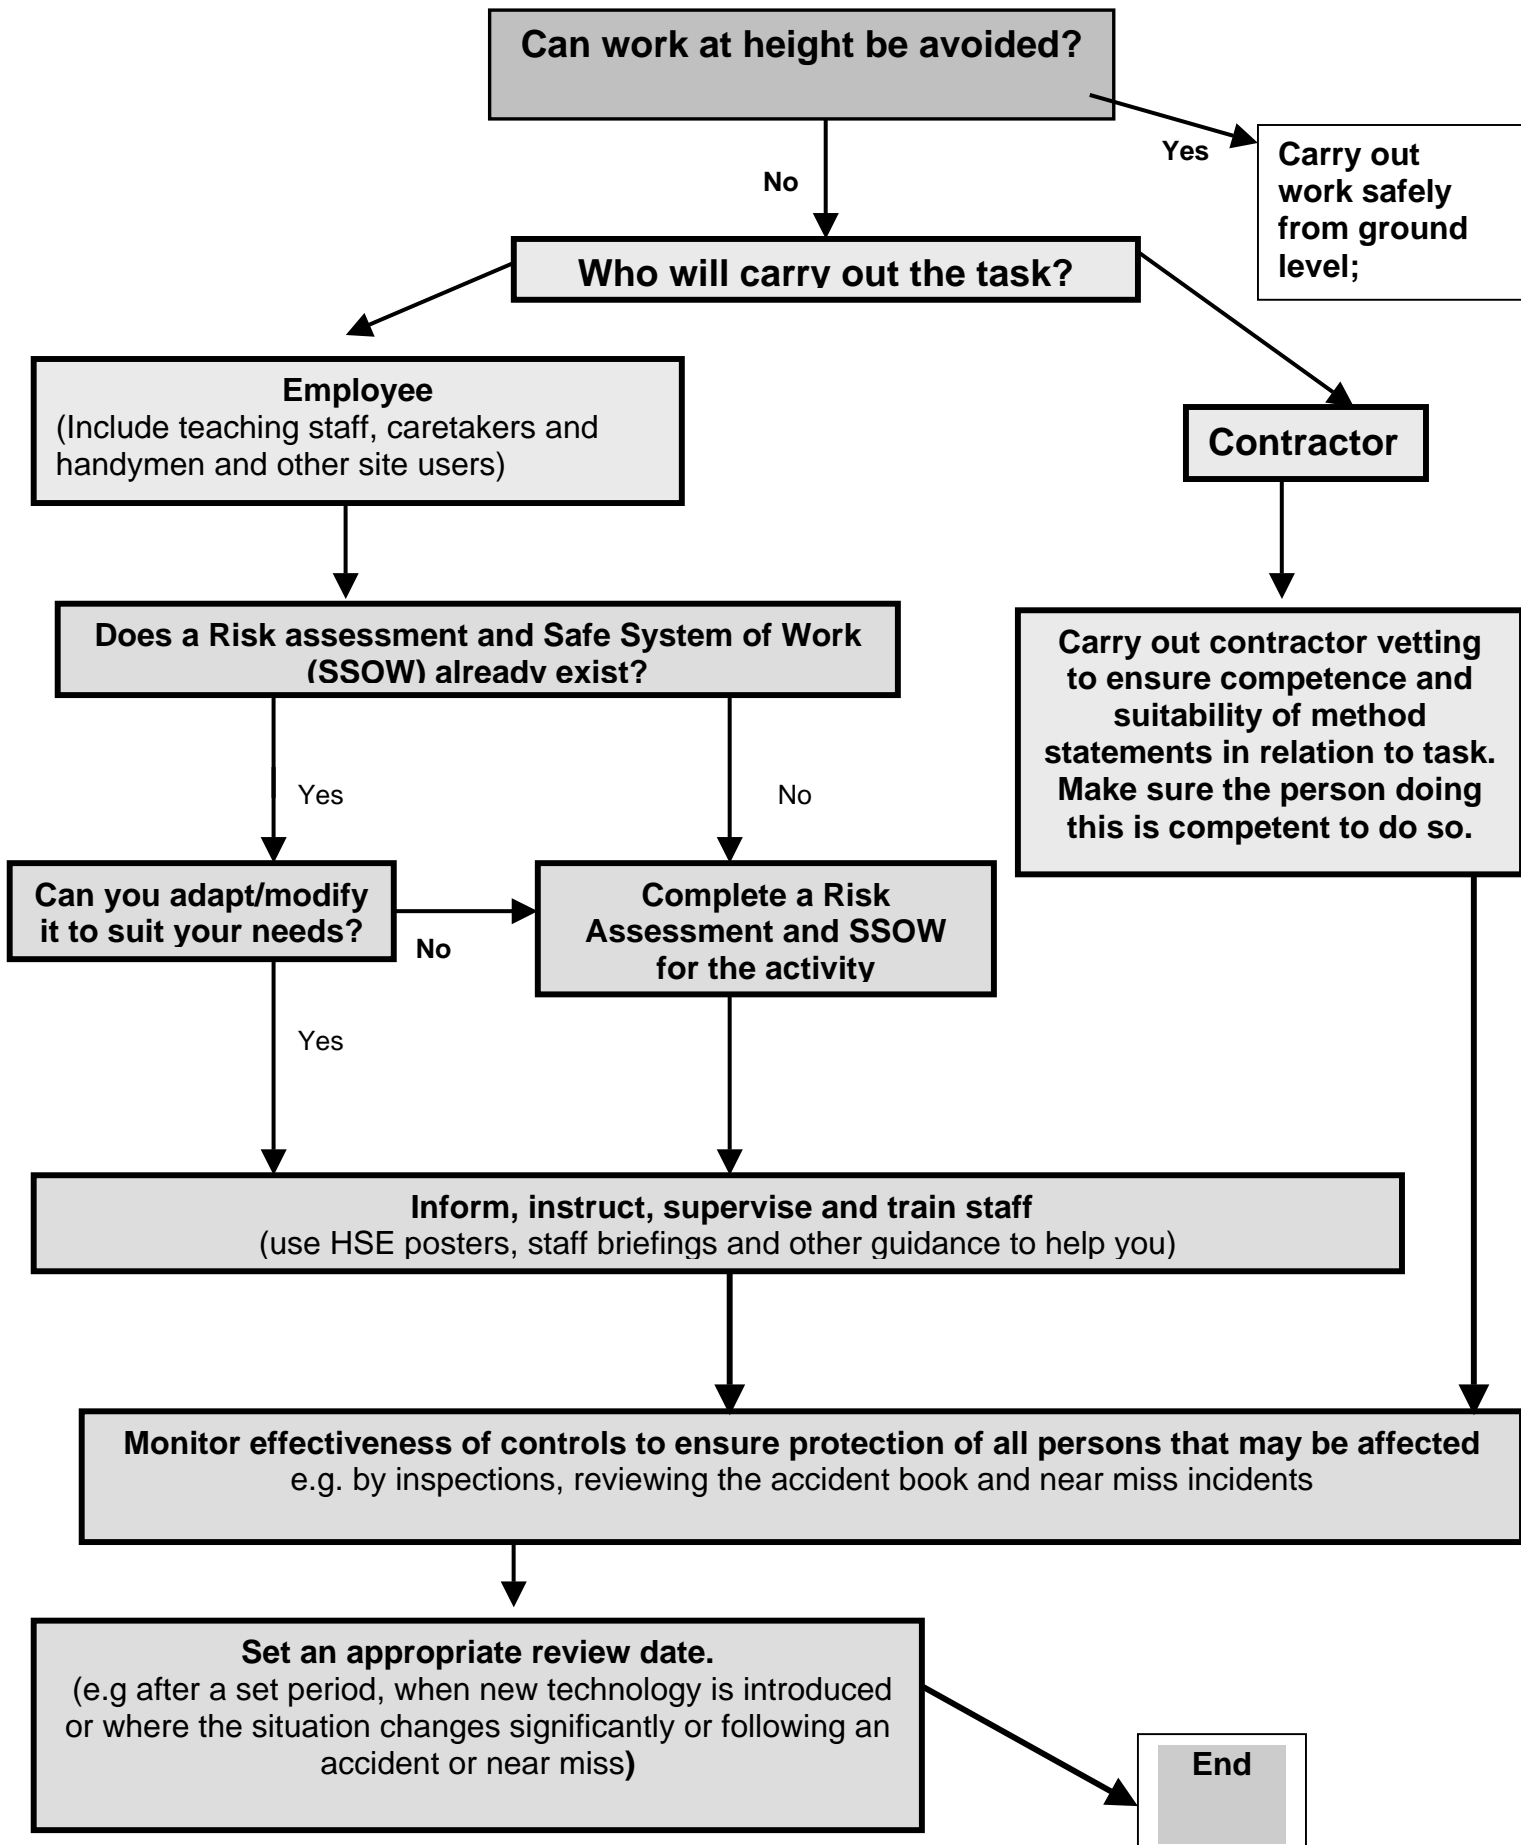 Can work at height be avoided?
Yes
Carry out
work safely
from ground
level;
No
Who will carry out the task?
Employee
(Include teaching staff, caretakers and
handymen and other site users)
Contractor
Does a Risk assessment and Safe System of Work
(SSOW) already exist?
Carry out contractor vetting
to ensure competence and
suitability of method
statements in relation to task.
Make sure the person doing
this is competent to do so.
Yes
No
Can you adapt/modify
it to suit your needs?
No
Complete a Risk
Assessment and SSOW
for the activity
Yes
Inform, instruct, supervise and train staff
(use HSE posters, staff briefings and other guidance to help you)
Monitor effectiveness of controls to ensure protection of all persons that may be affected
e.g. by inspections, reviewing the accident book and near miss incidents
Set an appropriate review date.
(e.g after a set period, when new technology is introduced
or where the situation changes significantly or following an
accident or near miss)
End